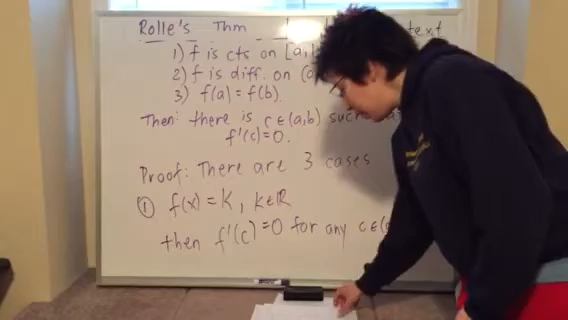 Rolle's Thm text
1) f is cts on [a,
2) f is diff. on (a
3) f(a) = f(b).
Then: there is c∈(a,b) such
f'(c)=0.
Proof: There are 3 cases
① f(x) = K, K∈ℝ
then f'(c)=0 for any c∈(